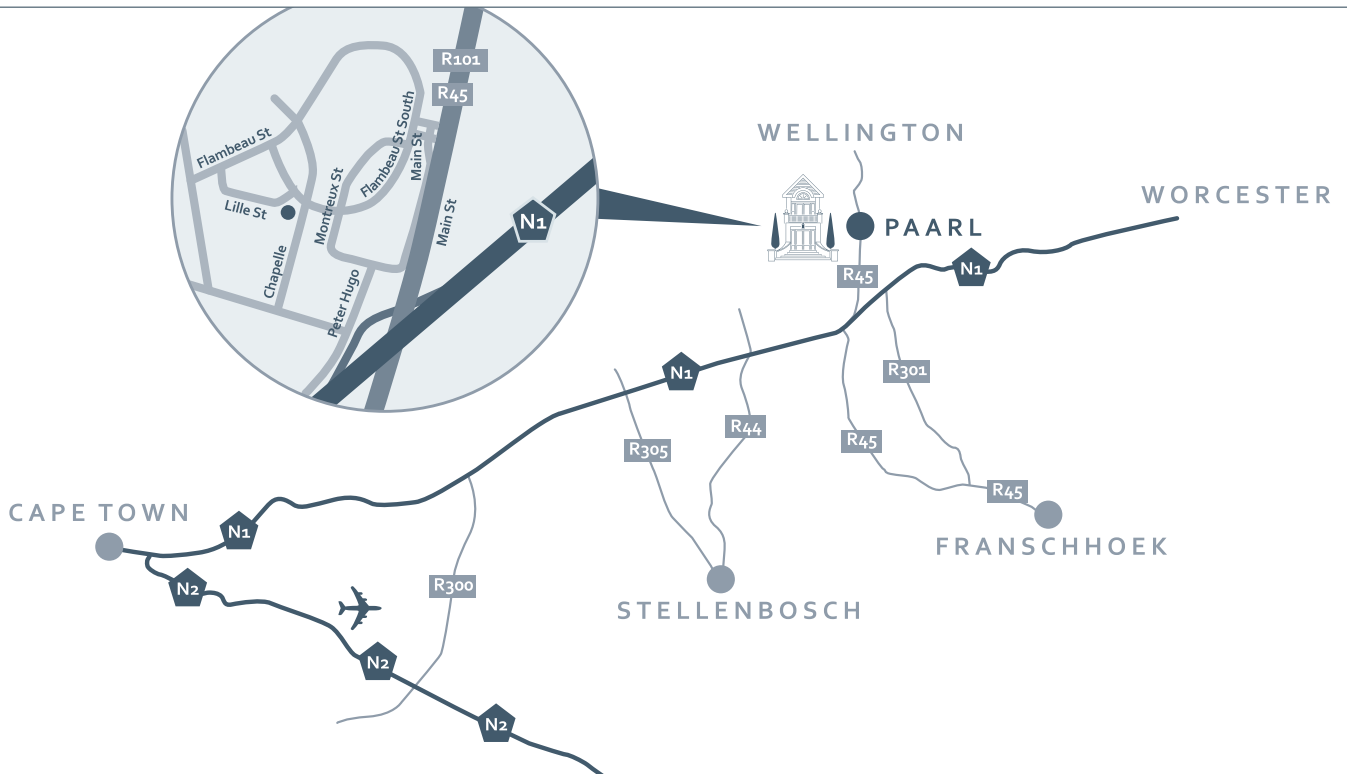 R101
R45
Flambeau St
Flambeau St South
Main St
Montreux St
Lille St
Main St
Chapelle
Peter Hugo
N1
WELLINGTON
WORCESTER
PAARL
R45
N1
N1
R301
R44
R45
R305
R45
CAPE TOWN
N1
FRANSCHHOEK
N2
R300
STELLENBOSCH
N2
N2